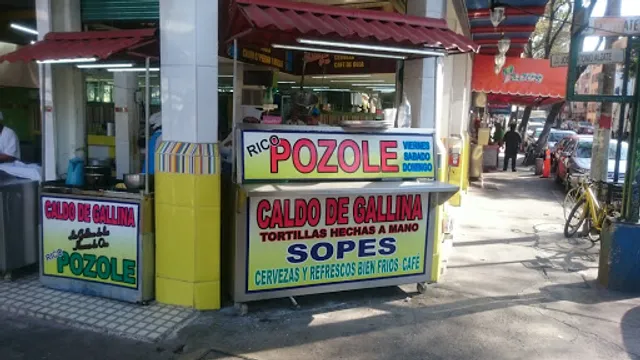 RICO POZOLE
VIERNES
SABADO
DOMINGO
CALDO DE GALLINA
TORTILLAS HECHAS A MANO
SOPES
CERVEZAS Y REFRESCOS BIEN FRIOS CAFE
CALDO DE GALLINA
RICO
POZOLE